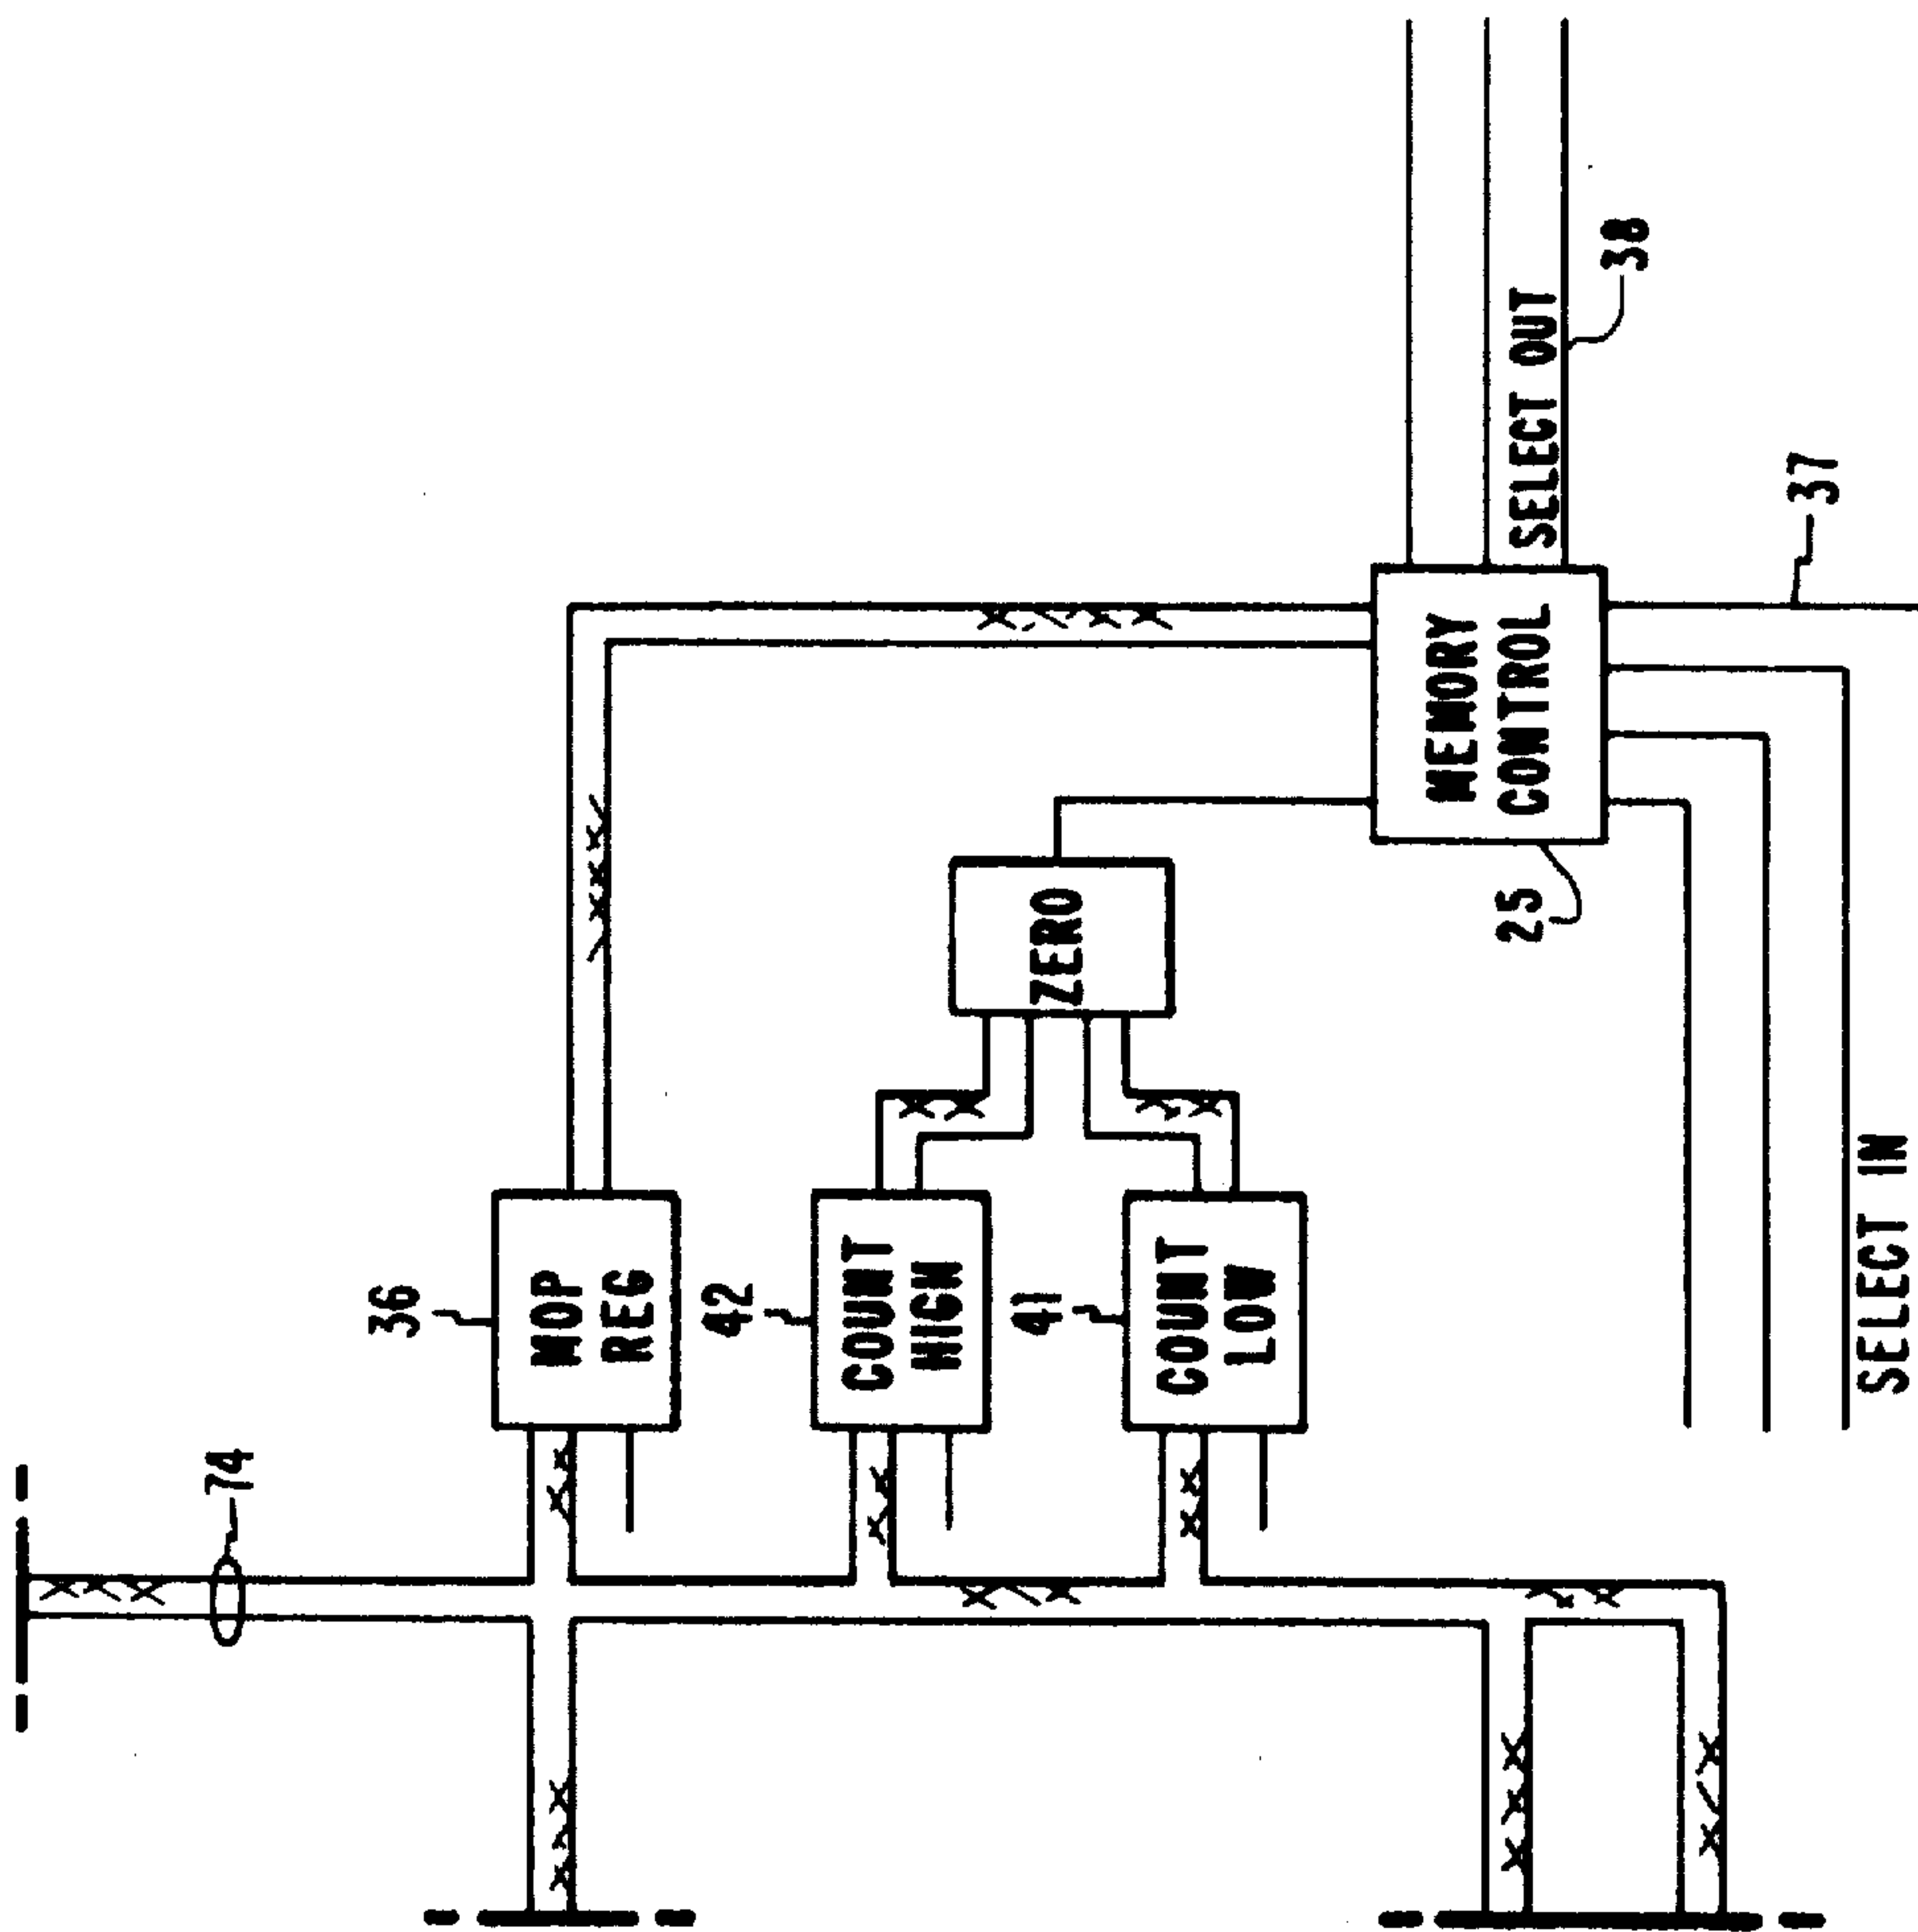 74
36
MOP
REG
42
COUNT
HIGH
41
COUNT
LOW
ZERO
MEMORY
CONTROL
25
SELECT OUT
38
37
SELECT IN